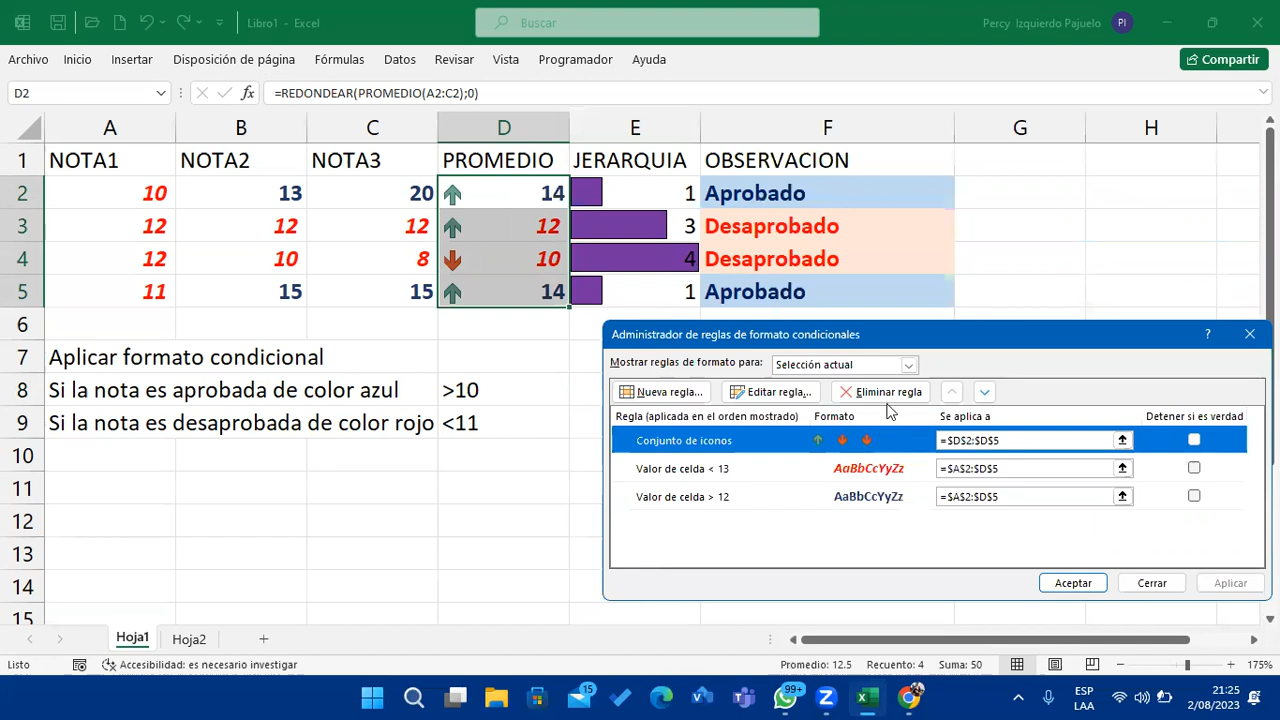 Libro1 - Excel
Buscar
Percy Izquierdo Pajuelo
PI
Archivo Inicio Insertar Disposición de página Fórmulas Datos Revisar Vista Programador Ayuda
Compartir
D2
fx
=REDONDEAR(PROMEDIO(A2:C2);0)
A B C D E F G H
1 NOTA1 NOTA2 NOTA3 PROMEDIO JERARQUIA OBSERVACION
2 10 13 20 14 1 Aprobado
3 12 12 12 12 3 Desaprobado
4 12 10 8 10 4 Desaprobado
5 11 15 15 14 1 Aprobado
6
7 Aplicar formato condicional
8 Si la nota es aprobada de color azul >10
9 Si la nota es desaprobada de color rojo <11
10
11
12
13
14
15
Administrador de reglas de formato condicionales
?
Mostrar reglas de formato para: Selección actual
Nueva regla... Editar regla... Eliminar regla
Regla (aplicada en el orden mostrado) Formato Se aplica a Detener si es verdad
Conjunto de iconos =$D$2:$D$5
Valor de celda < 13 AaBbCcYyZz =$A$2:$D$5
Valor de celda > 12 AaBbCcYyZz =$A$2:$D$5
Aceptar Cerrar Aplicar
Hoja1 Hoja2
Listo
Accesibilidad: es necesario investigar
Promedio: 12.5 Recuento: 4 Suma: 50
175%
15
99+
ESP
LAA
21:25
2/08/2023